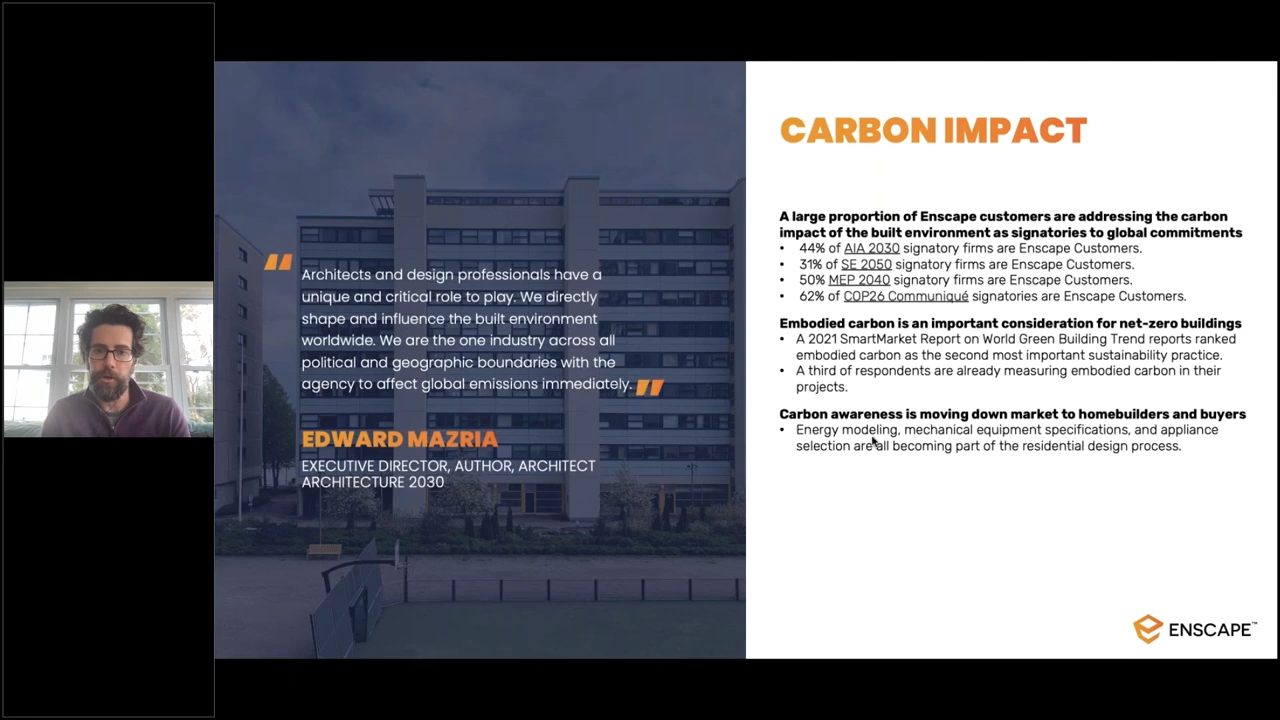 Architects and design professionals have a
unique and critical role to play. We directly
shape and influence the built environment
worldwide. We are the one industry across all
political and geographic boundaries with the
agency to affect global emissions immediately.
EDWARD MAZRIA
EXECUTIVE DIRECTOR, AUTHOR, ARCHITECT
ARCHITECTURE 2030
CARBON IMPACT
A large proportion of Enscape customers are addressing the carbon
impact of the built environment as signatories to global commitments
• 44% of AIA 2030 signatory firms are Enscape Customers.
• 31% of SE 2050 signatory firms are Enscape Customers.
• 50% MEP 2040 signatory firms are Enscape Customers.
• 62% of COP26 Communiqué signatories are Enscape Customers.
Embodied carbon is an important consideration for net-zero buildings
• A 2021 SmartMarket Report on World Green Building Trend reports ranked
embodied carbon as the second most important sustainability practice.
• A third of respondents are already measuring embodied carbon in their
projects.
Carbon awareness is moving down market to homebuilders and buyers
• Energy modeling, mechanical equipment specifications, and appliance
selection are all becoming part of the residential design process.
ENSCAPE™